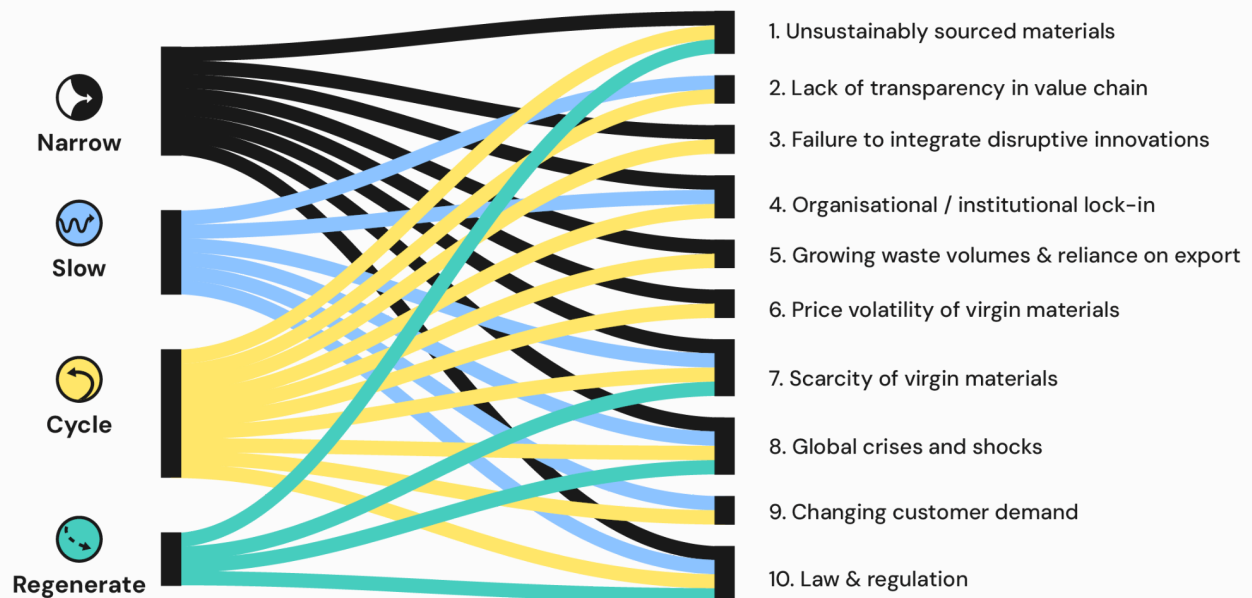 Narrow
Slow
Cycle
Regenerate
1. Unsustainably sourced materials
2. Lack of transparency in value chain
3. Failure to integrate disruptive innovations
4. Organisational / institutional lock-in
5. Growing waste volumes & reliance on export
6. Price volatility of virgin materials
7. Scarcity of virgin materials
8. Global crises and shocks
9. Changing customer demand
10. Law & regulation